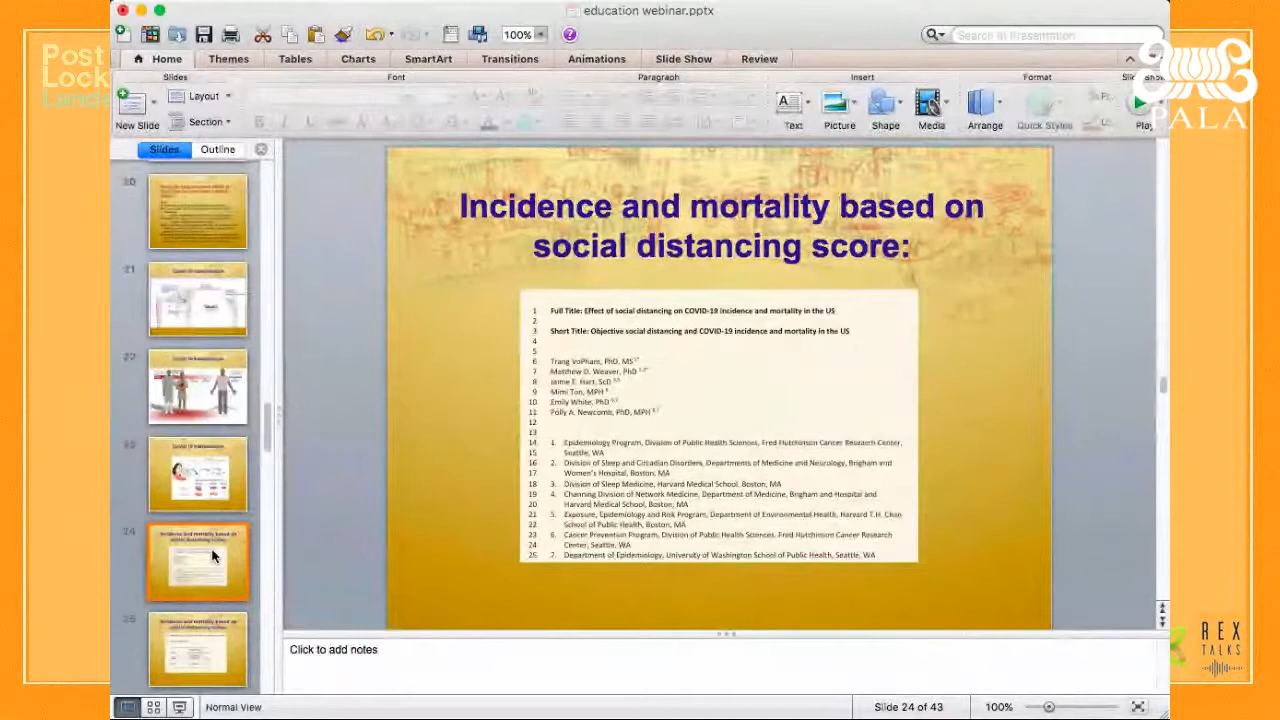 education webinar.pptx
Post
Lock
Lande
100%
Search in Presentation
PALA
Home Themes Tables Charts SmartArt Transitions Animations Slide Show Review
Slides Font Paragraph Insert Format
New Slide
Layout
Section
Text Picture Shape Media Arrange Quick Styles Play
Slides Outline
20
21
22
23
24
25
Incidence and mortality based on
social distancing score:
1 Full Title: Effect of social distancing on COVID-19 incidence and mortality in the US
2
3 Short Title: Objective social distancing and COVID-19 incidence and mortality in the US
4
5
6 Trang VoPham, PhD, MS
7 Matthew D. Weaver, PhD
8 Jaime E. Hart, ScD
9 Mimi Ton, MPH
10 Emily White, PhD
11 Polly A. Newcomb, PhD, MPH
12
13
14 1. Epidemiology Program, Division of Public Health Sciences, Fred Hutchinson Cancer Research Center,
15 Seattle, WA
16 2. Division of Sleep and Circadian Disorders, Departments of Medicine and Neurology, Brigham and
17 Women's Hospital, Boston, MA
18 3. Division of Sleep Medicine, Harvard Medical School, Boston, MA
19 4. Channing Division of Network Medicine, Department of Medicine, Brigham and Hospital and
20 Harvard Medical School, Boston, MA
21 5. Exposure, Epidemiology and Risk Program, Department of Environmental Health, Harvard T.H. Chan
22 School of Public Health, Boston, MA
23 6. Cancer Prevention Program, Division of Public Health Sciences, Fred Hutchinson Cancer Research
24 Center, Seattle, WA
25 7. Department of Epidemiology, University of Washington School of Public Health, Seattle, WA
Click to add notes
REX
TALKS
Normal View
Slide 24 of 43
100%